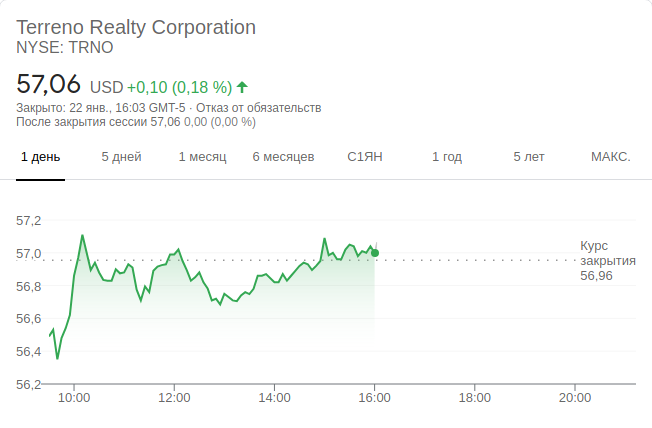 Terreno Realty Corporation
NYSE: TRNO
57,06 USD +0,10 (0,18 %)
Закрыто: 22 янв., 16:03 GMT-5 · Отказ от обязательств
После закрытия сессии 57,06 0,00 (0,00 %)
1 день 5 дней 1 месяц 6 месяцев С1ЯН 1 год 5 лет МАКС.
57,2
57,0
56,8
56,6
56,4
56,2
Курс
закрытия
56,96
10:00 12:00 14:00 16:00 18:00 20:00